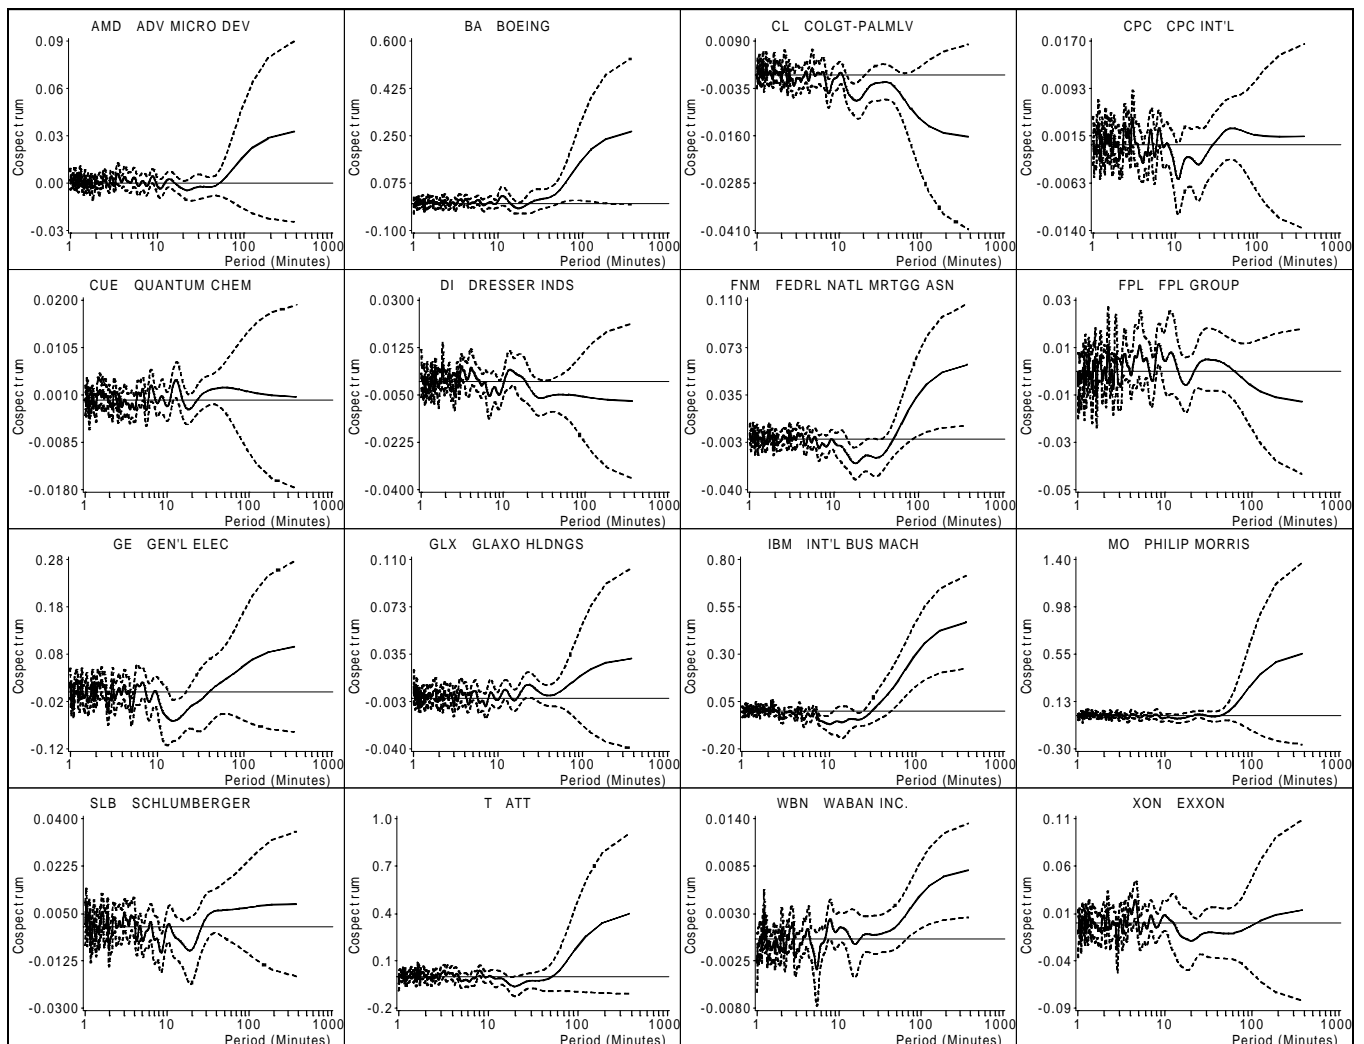 AMD ADV MICRO DEV
Cospectrum
0.09
0.06
0.03
0.00
-0.03
1 10 100 1000
Period (Minutes)
BA BOEING
Cospectrum
0.600
0.425
0.250
0.075
-0.100
1 10 100 1000
Period (Minutes)
CL COLGT-PALMLV
Cospectrum
0.0090
-0.0035
-0.0160
-0.0285
-0.0410
1 10 100 1000
Period (Minutes)
CPC CPC INT'L
Cospectrum
0.0170
0.0093
0.0015
-0.0063
-0.0140
1 10 100 1000
Period (Minutes)
CUE QUANTUM CHEM
Cospectrum
0.0200
0.0105
0.0010
-0.0085
-0.0180
1 10 100 1000
Period (Minutes)
DI DRESSER INDS
Cospectrum
0.0300
0.0125
-0.0050
-0.0225
-0.0400
1 10 100 1000
Period (Minutes)
FNM FEDRL NATL MRTGG ASN
Cospectrum
0.110
0.073
0.035
-0.003
-0.040
1 10 100 1000
Period (Minutes)
FPL FPL GROUP
Cospectrum
0.03
0.01
-0.01
-0.03
-0.05
1 10 100 1000
Period (Minutes)
GE GEN'L ELEC
Cospectrum
0.28
0.18
0.08
-0.02
-0.12
1 10 100 1000
Period (Minutes)
GLX GLAXO HLDNGS
Cospectrum
0.110
0.073
0.035
-0.003
-0.040
1 10 100 1000
Period (Minutes)
IBM INT'L BUS MACH
Cospectrum
0.80
0.55
0.30
0.05
-0.20
1 10 100 1000
Period (Minutes)
MO PHILIP MORRIS
Cospectrum
1.40
0.98
0.55
0.13
-0.30
1 10 100 1000
Period (Minutes)
SLB SCHLUMBERGER
Cospectrum
0.0400
0.0225
0.0050
-0.0125
-0.0300
1 10 100 1000
Period (Minutes)
T ATT
Cospectrum
1.0
0.7
0.4
0.1
-0.2
1 10 100 1000
Period (Minutes)
WBN WABAN INC.
Cospectrum
0.0140
0.0085
0.0030
-0.0025
-0.0080
1 10 100 1000
Period (Minutes)
XON EXXON
Cospectrum
0.11
0.06
0.01
-0.04
-0.09
1 10 100 1000
Period (Minutes)